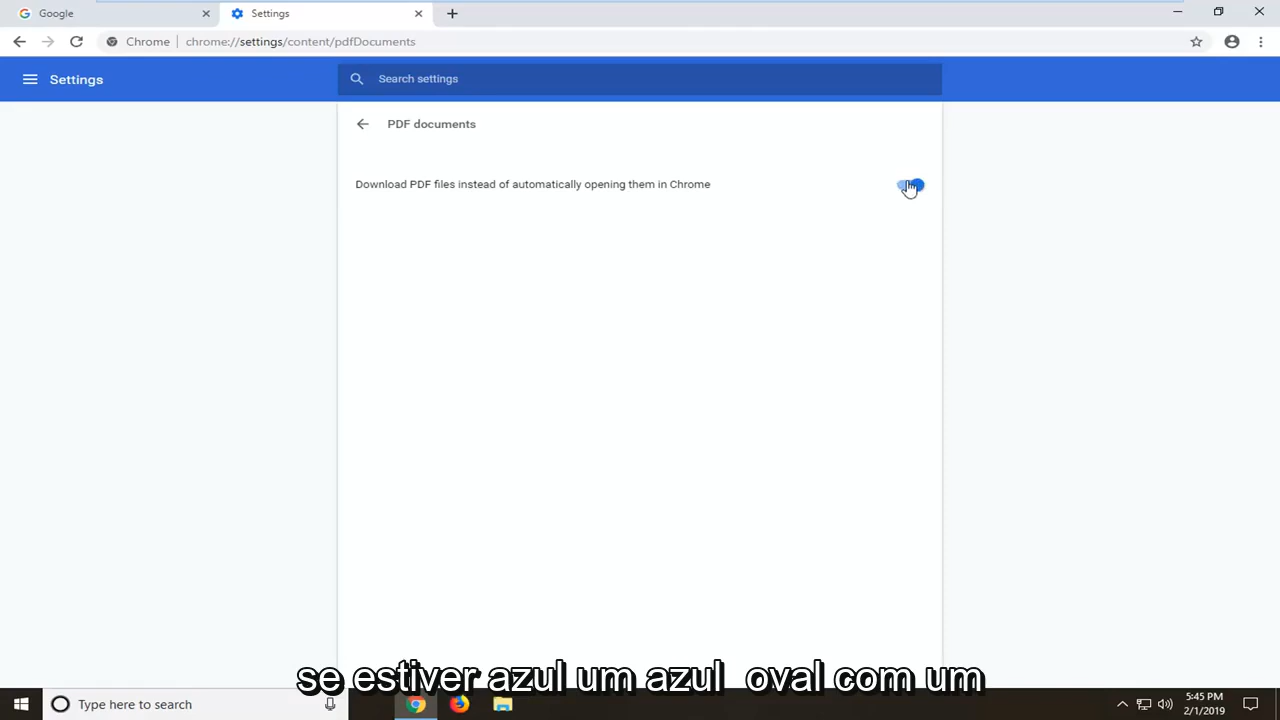 Google
Settings
Chrome
chrome://settings/content/pdfDocuments
Settings
Search settings
PDF documents
Download PDF files instead of automatically opening them in Chrome
se estiver azul um azul oval com um
Type here to search
5:45 PM
2/1/2019